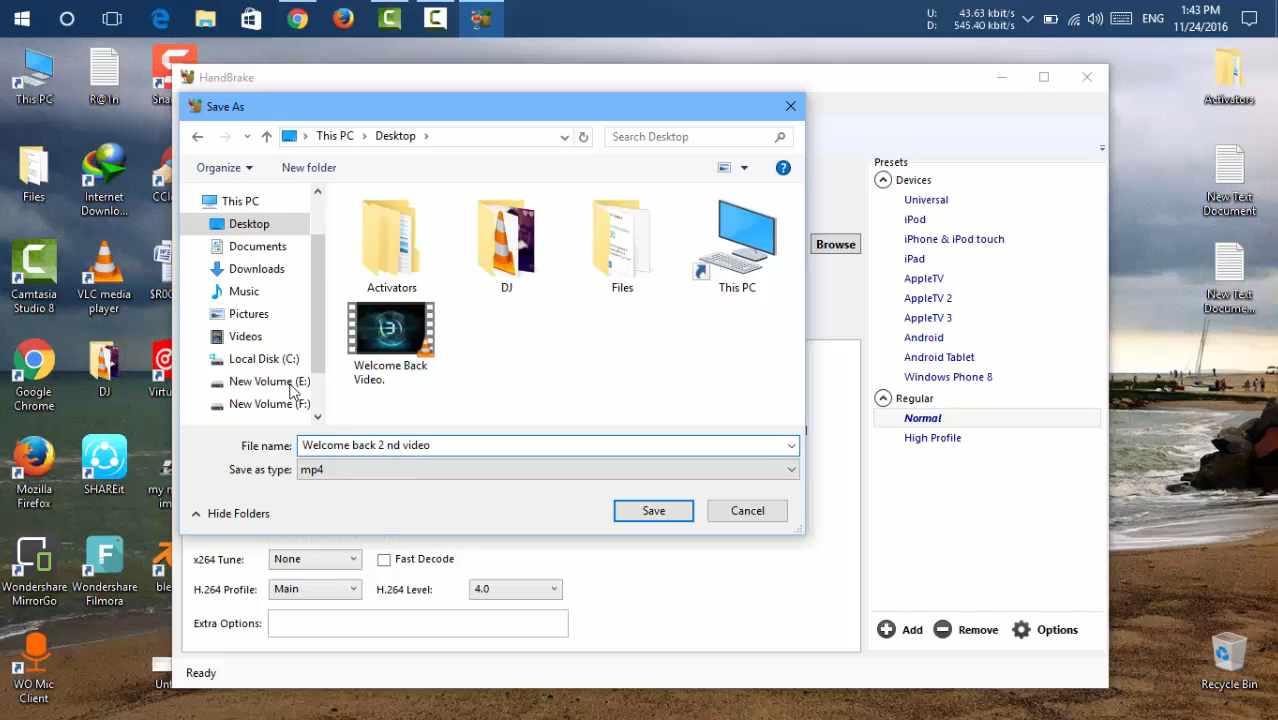 U: 43.63 kbit/s
D: 545.40 kbit/s
ENG
1:43 PM
11/24/2016
This PC
R@!n
Snag
Files
Internet
Downlo...
CCl
Camtasia
Studio 8
VLC media
player
$R0
Google
Chrome
DJ
Virtu
Mozilla
Firefox
SHAREit
my n
Wondershare
MirrorGo
Wondershare
Filmora
ble
WO Mic
Client
Unt
Activators
New Text
Document
New Text
Docume...
Recycle Bin
HandBrake
Save As
This PC
Desktop
Search Desktop
Organize
New folder
This PC
Desktop
Documents
Downloads
Music
Pictures
Videos
Local Disk (C:)
New Volume (E:)
New Volume (F:)
Activators
DJ
Files
This PC
Welcome Back
Video.
File name: Welcome back 2 nd video
Save as type: mp4
Hide Folders
Save
Cancel
Browse
Presets
Devices
Universal
iPod
iPhone & iPod touch
iPad
AppleTV
AppleTV 2
AppleTV 3
Android
Android Tablet
Windows Phone 8
Regular
Normal
High Profile
x264 Tune: None Fast Decode
H.264 Profile: Main H.264 Level: 4.0
Extra Options:
Add Remove Options
Ready